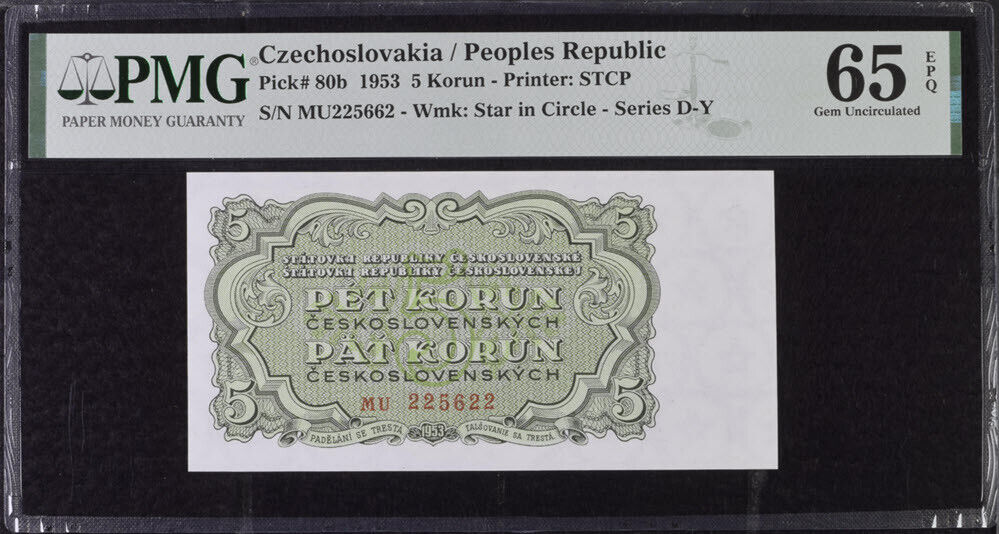 PMG®
PAPER MONEY GUARANTY
Czechoslovakia / Peoples Republic
Pick# 80b 1953 5 Korun - Printer: STCP
S/N MU225662 - Wmk: Star in Circle - Series D-Y
65
EPQ
Gem Uncirculated
5 5
STÁTOVKA REPUBLIKY ČESKOSLOVENSKÉ
ŠTÁTOVKA REPUBLIKY ČESKOSLOVENSKEJ
PĚT KORUN
ČESKOSLOVENSKÝCH
PÄŤ KORÚN
ČESKOSLOVENSKÝCH
5 5
MU 225622
PADĚLÁNÍ SE TRESTÁ 1953 FALŠOVANIE SA TRESTÁ